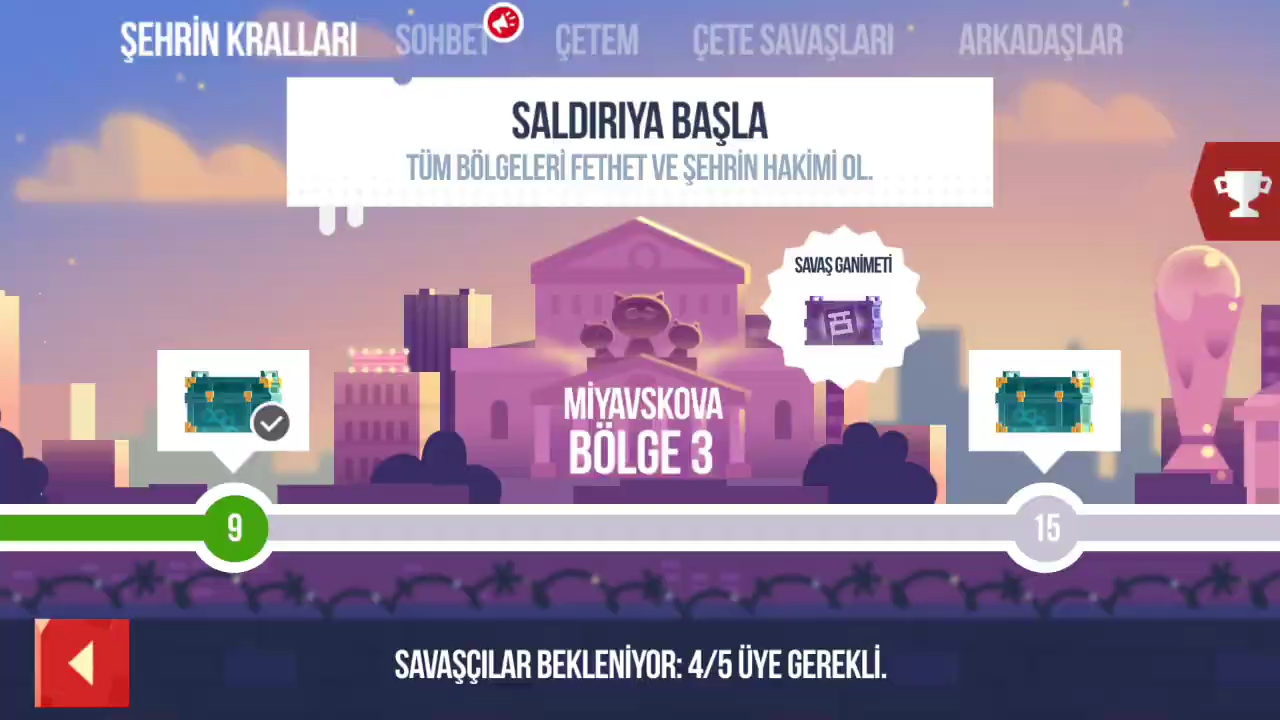 ŞEHRİN KRALLARI
SOHBET
ÇETEM
ÇETE SAVAŞLARI
ARKADAŞLAR
SALDIRIYA BAŞLA
TÜM BÖLGELERİ FETHET VE ŞEHRİN HAKİMİ OL.
SAVAŞ GANİMETİ
MİYAVSKOVA
BÖLGE 3
9
15
SAVAŞÇILAR BEKLENİYOR: 4/5 ÜYE GEREKLİ.